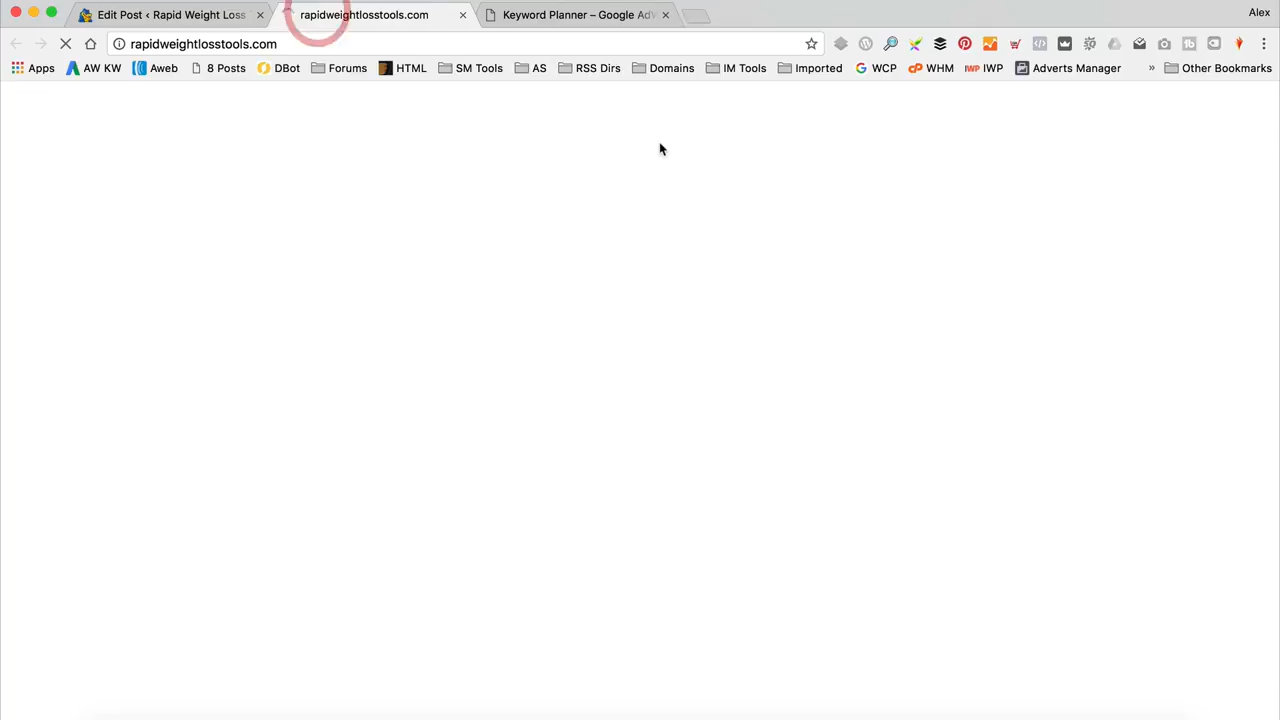 Edit Post ‹ Rapid Weight Loss
rapidweightlosstools.com
Keyword Planner – Google AdW
Alex
rapidweightlosstools.com
Apps AW KW Aweb 8 Posts DBot Forums HTML SM Tools AS RSS Dirs Domains IM Tools Imported WCP WHM IWP Adverts Manager » Other Bookmarks